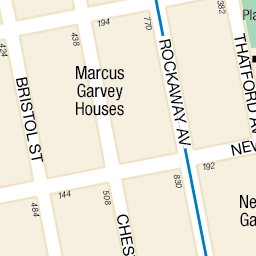 Pla
438
194
770
424
Marcus
Garvey
Houses
BRISTOL ST
ROCKAWAY AV
THATFORD AV
NEW
192
144
508
830
484
CHES
Ne
Ga